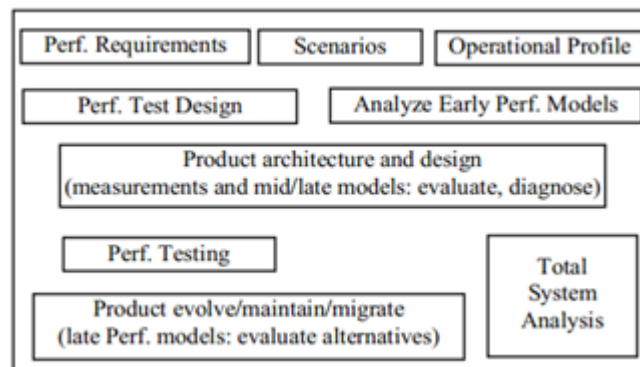 Perf. Requirements
Scenarios
Operational Profile
Perf. Test Design
Analyze Early Perf. Models
Product architecture and design
(measurements and mid/late models: evaluate, diagnose)
Perf. Testing
Total
System
Analysis
Product evolve/maintain/migrate
(late Perf. models: evaluate alternatives)